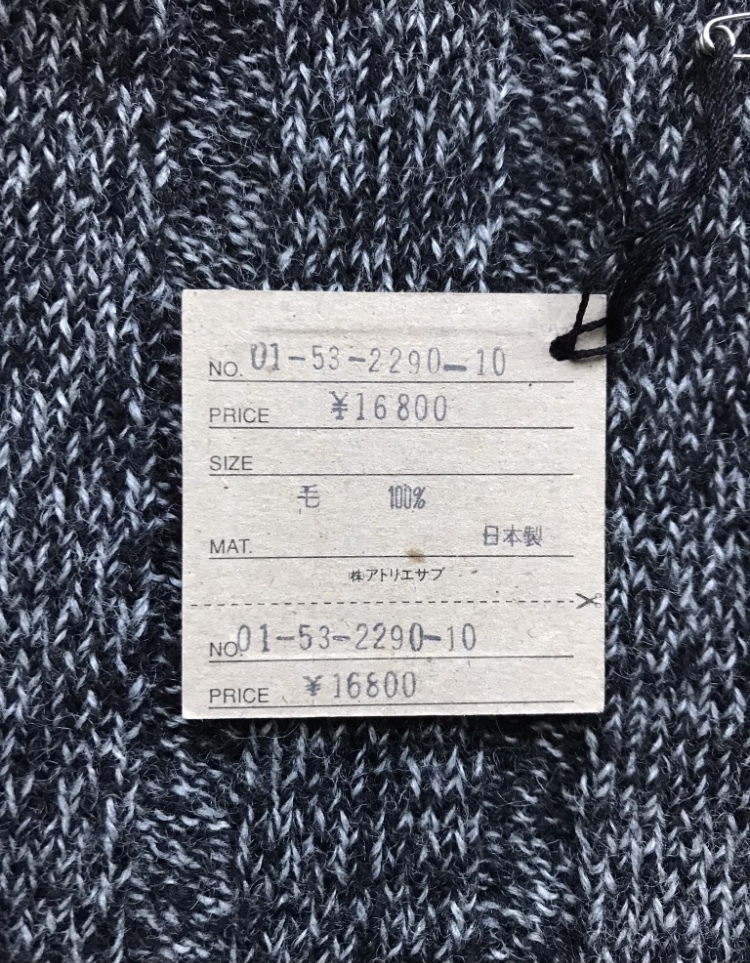 NO. 01-53-2290-10
PRICE ¥16800
SIZE
毛 100%
MAT. 日本製
㈱アトリエサブ
NO. 01-53-2290-10
PRICE ¥16800